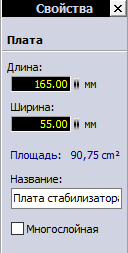 Свойства
Плата
Длина:
165.00 мм
Ширина:
55.00 мм
Площадь: 90,75 cm²
Название:
Плата стабилизатора
Многослойная